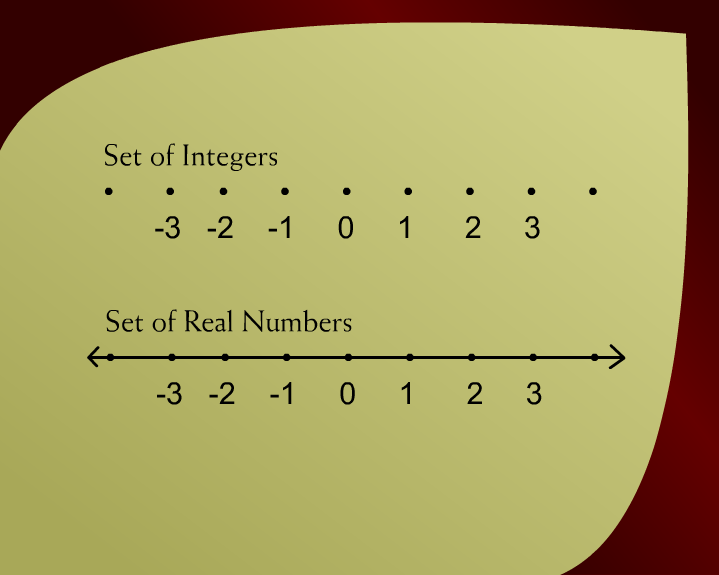 Set of Integers
-3 -2 -1 0 1 2 3
Set of Real Numbers
-3 -2 -1 0 1 2 3